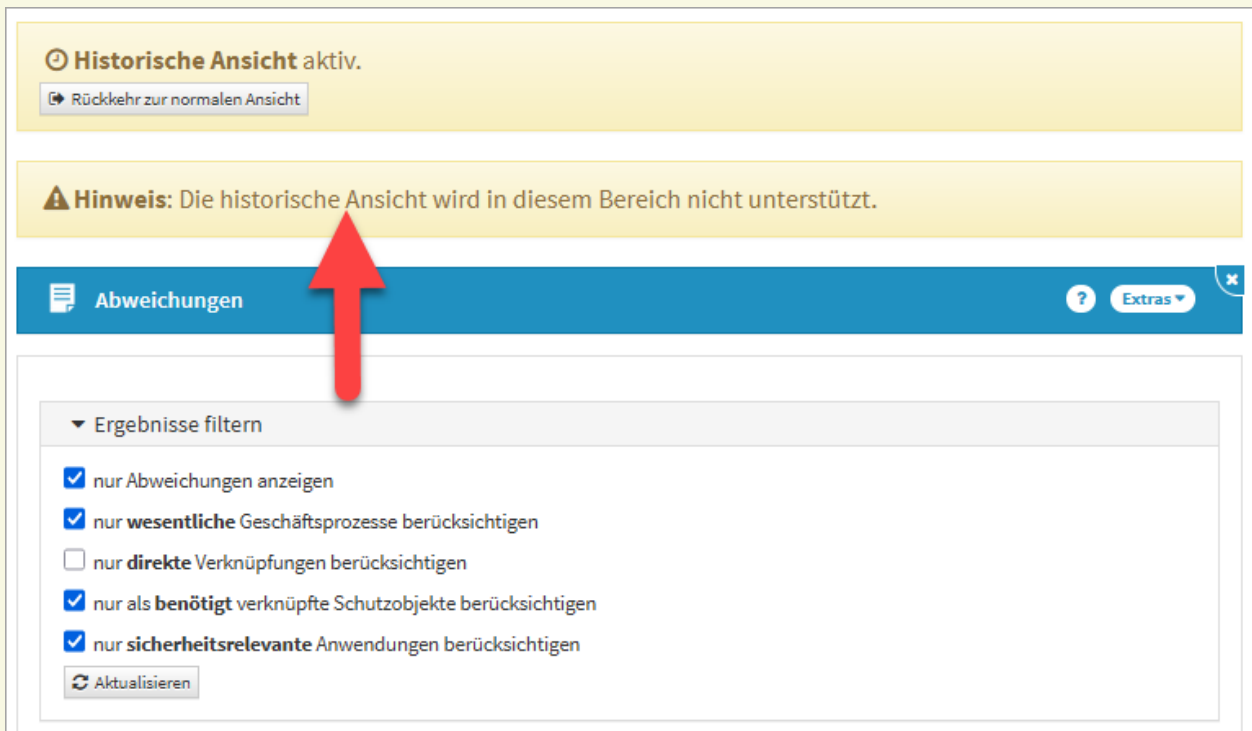 Historische Ansicht aktiv.
Rückkehr zur normalen Ansicht
Hinweis: Die historische Ansicht wird in diesem Bereich nicht unterstützt.
Abweichungen ? Extras
Ergebnisse filtern
nur Abweichungen anzeigen
nur wesentliche Geschäftsprozesse berücksichtigen
nur direkte Verknüpfungen berücksichtigen
nur als benötigt verknüpfte Schutzobjekte berücksichtigen
nur sicherheitsrelevante Anwendungen berücksichtigen
Aktualisieren